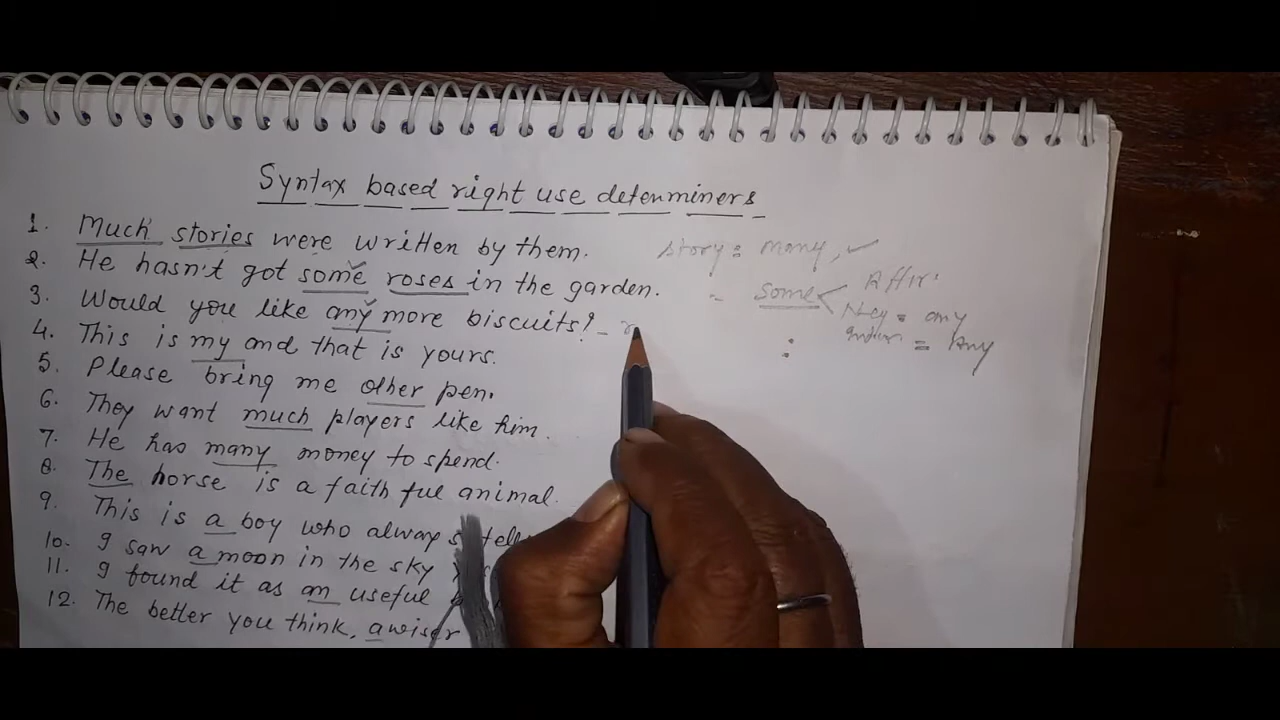 Syntax based right use determiners
1. Much stories were written by them. story = many, ✓
2. He hasn't got some roses in the garden. - some Affir.
Neg = any
3. Would you like any more biscuits? - = Any
4. This is my and that is yours. :
5. Please bring me other pen.
6. They want much players like him.
7. He has many money to spend.
8. The horse is a faithful animal.
9. This is a boy who always
10. I saw a moon in the sky
11. I found it as an useful
12. The better you think, a wiser